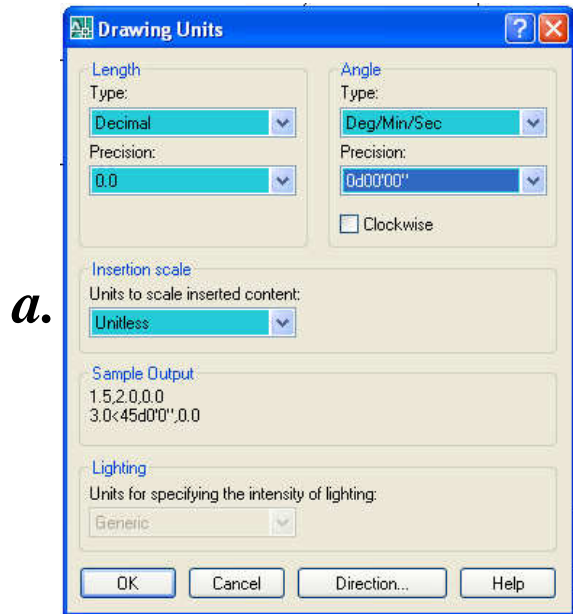 Drawing Units
Length
Type:
Decimal
Precision:
0.0
Angle
Type:
Deg/Min/Sec
Precision:
0d00'00"
Clockwise
a.
Insertion scale
Units to scale inserted content:
Unitless
Sample Output
1.5,2.0,0.0
3.0<45d0'0",0.0
Lighting
Units for specifying the intensity of lighting:
Generic
OK
Cancel
Direction...
Help